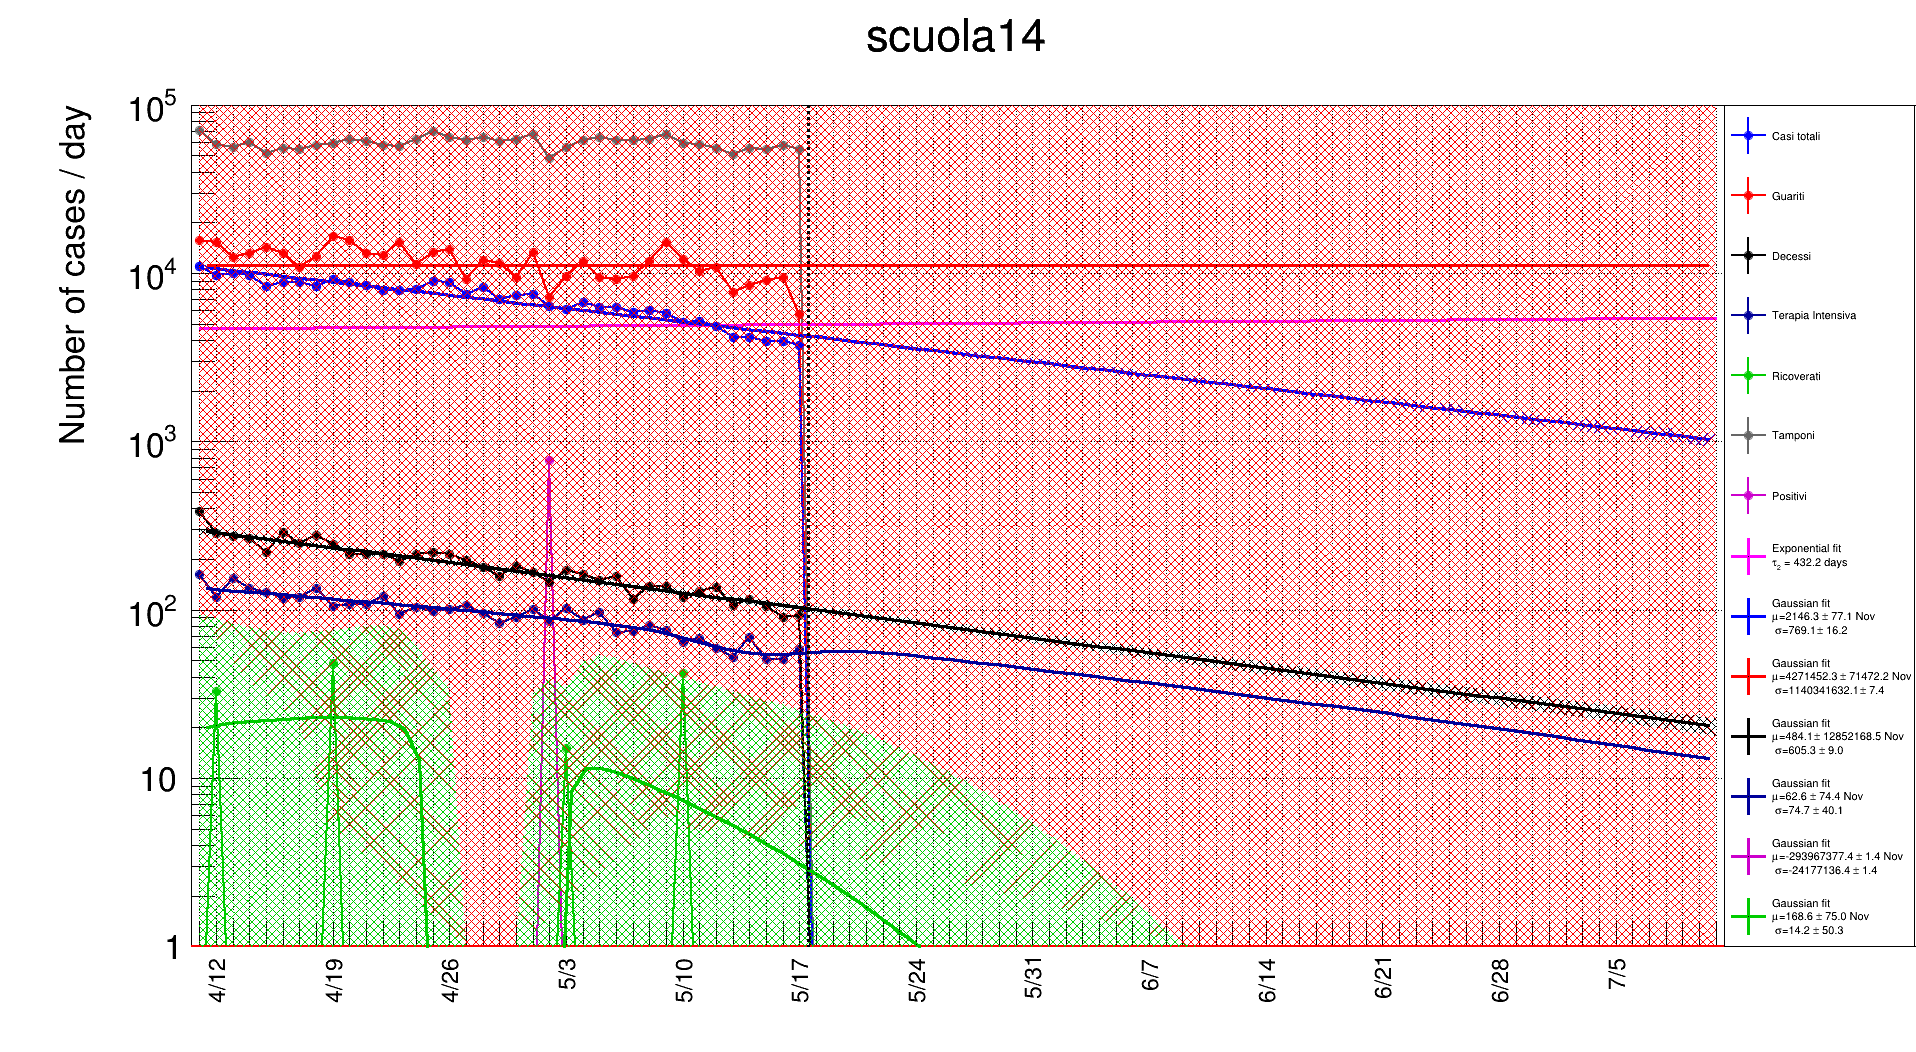 scuola14
Number of cases / day
10^5
10^4
10^3
10^2
10
1
4/12
4/19
4/26
5/3
5/10
5/17
5/24
5/31
6/7
6/14
6/21
6/28
7/5
Casi totali
Guariti
Decessi
Terapia Intensiva
Ricoverati
Tamponi
Positivi
Exponential fit
τ_2 = 432.2 days
Gaussian fit
μ=2146.3± 77.1 Nov
σ=769.1± 16.2
Gaussian fit
μ=4271452.3± 71472.2 Nov
σ=1140341632.1± 7.4
Gaussian fit
μ=484.1± 12852168.5 Nov
σ=605.3± 9.0
Gaussian fit
μ=62.6± 74.4 Nov
σ=74.7± 40.1
Gaussian fit
μ=-293967377.4± 1.4 Nov
σ=-24177136.4± 1.4
Gaussian fit
μ=168.6± 75.0 Nov
σ=14.2± 50.3